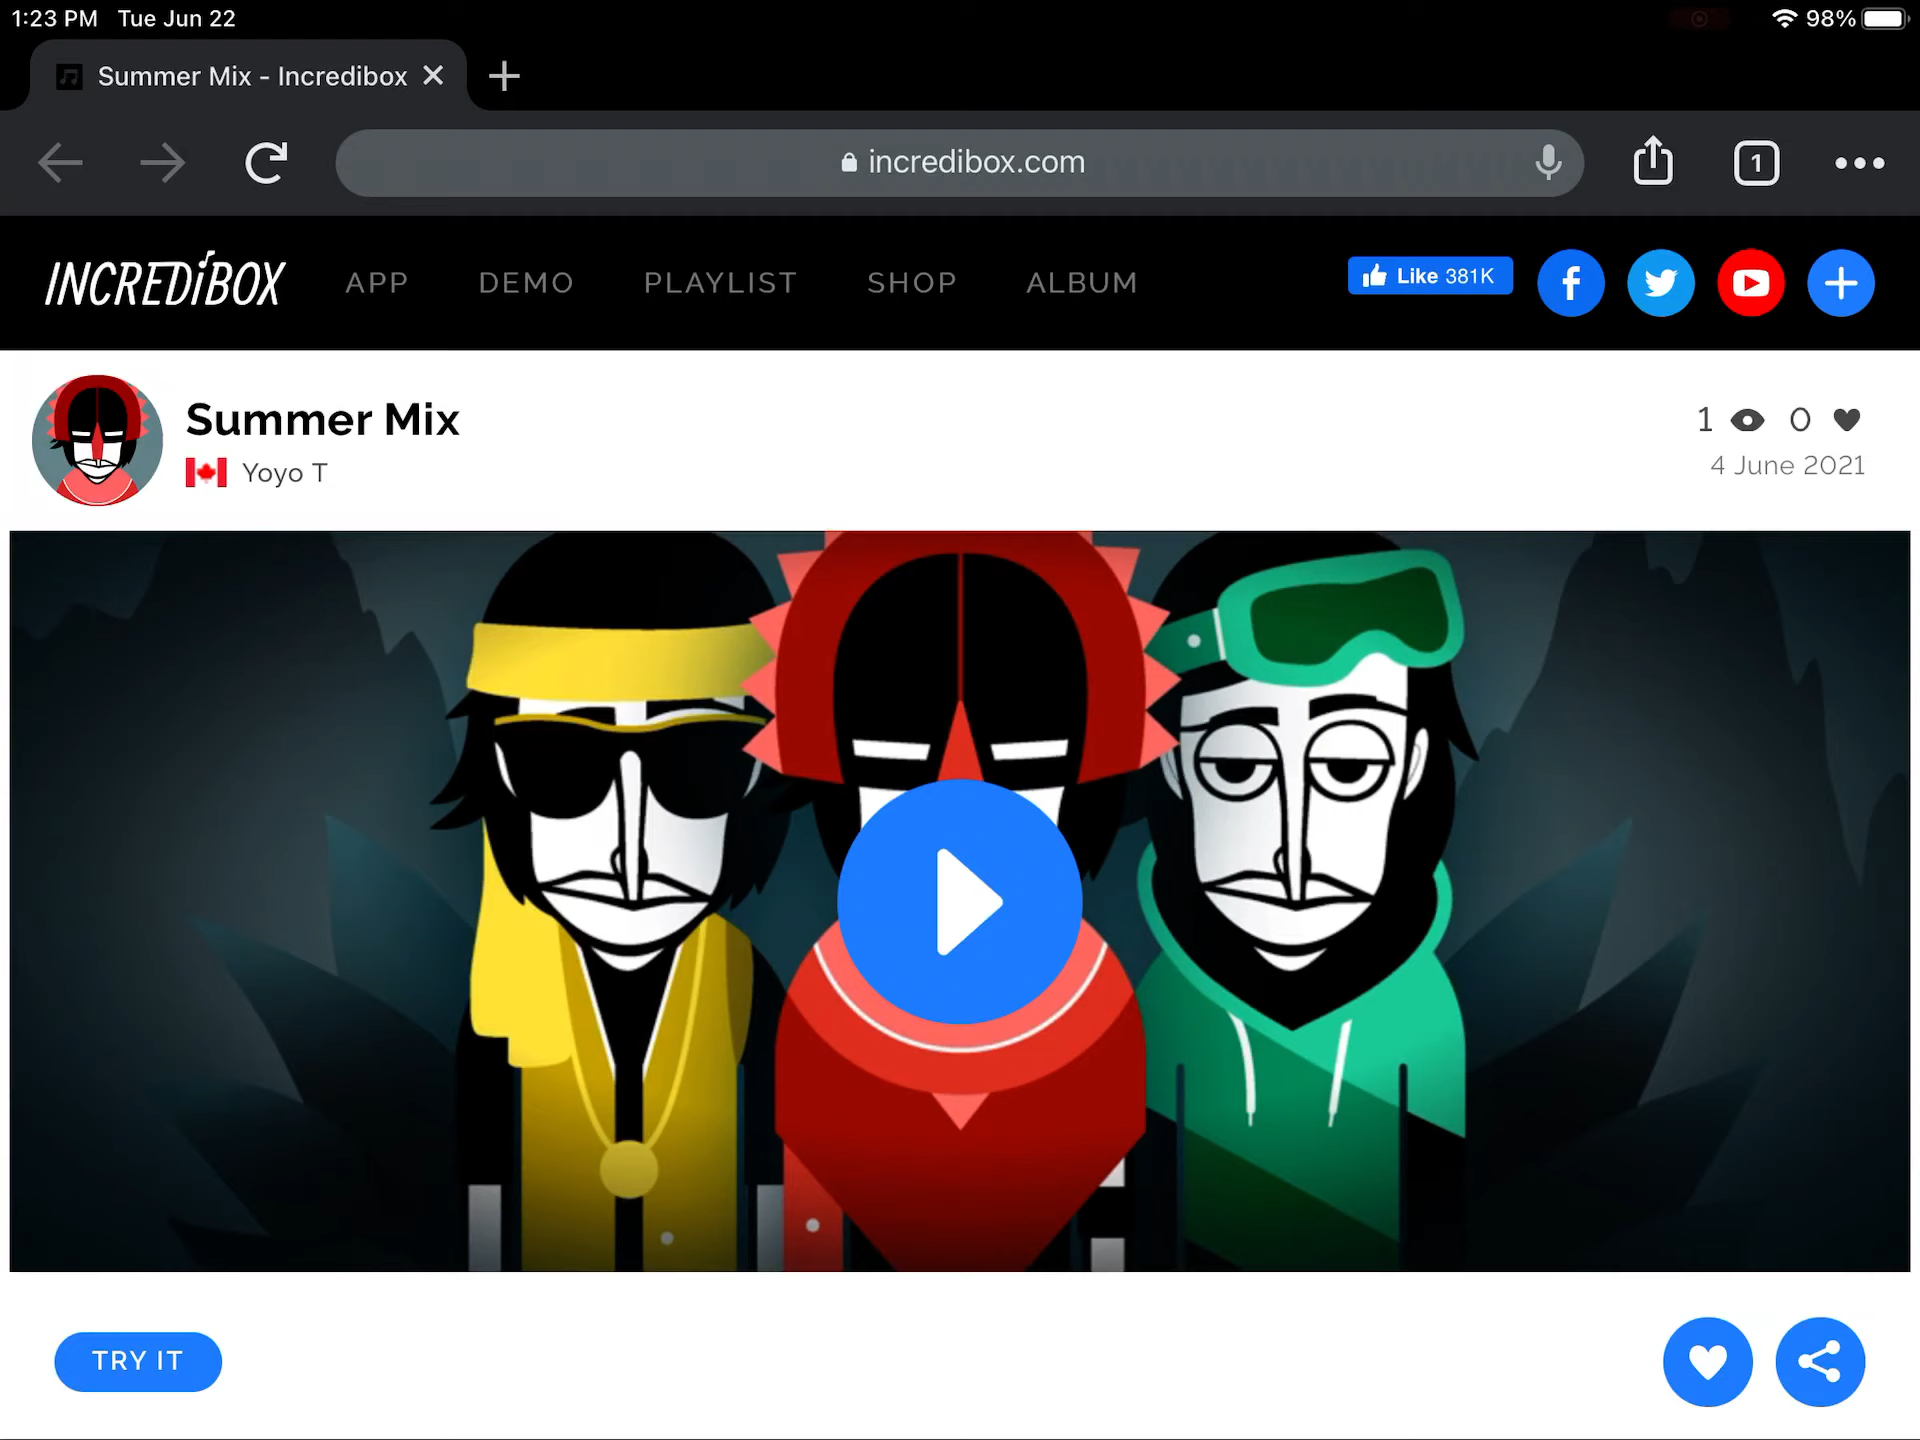 1:23 PM Tue Jun 22
98%
Summer Mix - Incredibox
incredibox.com
1
INCREDIBOX
APP
DEMO
PLAYLIST
SHOP
ALBUM
Like 381K
Summer Mix
1 0
Yoyo T
4 June 2021
TRY IT